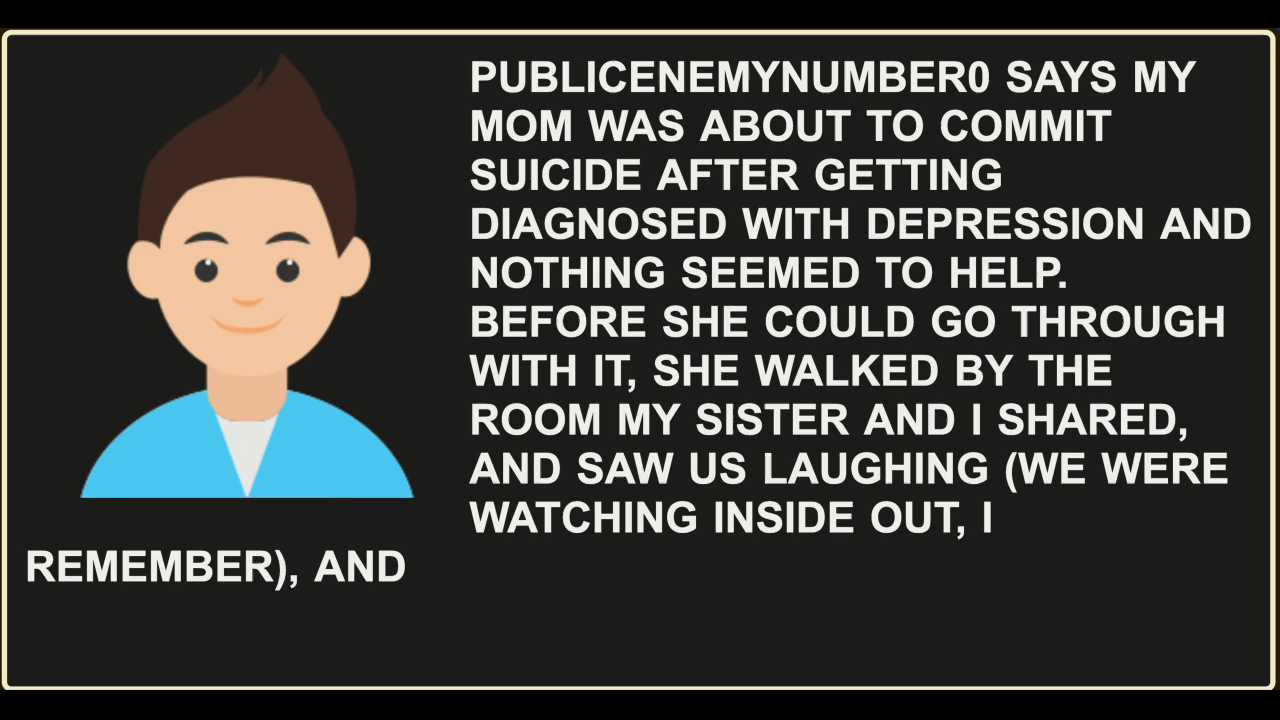 PUBLICENEMYNUMBER0 SAYS MY
MOM WAS ABOUT TO COMMIT
SUICIDE AFTER GETTING
DIAGNOSED WITH DEPRESSION AND
NOTHING SEEMED TO HELP.
BEFORE SHE COULD GO THROUGH
WITH IT, SHE WALKED BY THE
ROOM MY SISTER AND I SHARED,
AND SAW US LAUGHING (WE WERE
WATCHING INSIDE OUT, I
REMEMBER), AND